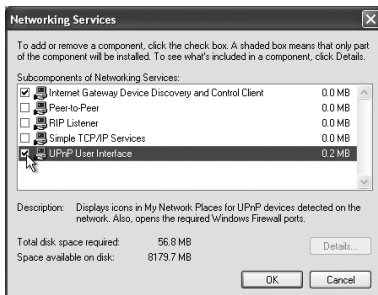 Networking Services
To add or remove a component, click the check box. A shaded box means that only part
of the component will be installed. To see what's included in a component, click Details.
Subcomponents of Networking Services:
Internet Gateway Device Discovery and Control Client 0.0 MB
Peer-to-Peer 0.0 MB
RIP Listener 0.0 MB
Simple TCP/IP Services 0.0 MB
UPnP User Interface 0.2 MB
Description: Displays icons in My Network Places for UPnP devices detected on the
network. Also, opens the required Windows Firewall ports.
Total disk space required: 56.8 MB
Space available on disk: 8179.7 MB
Details...
OK Cancel